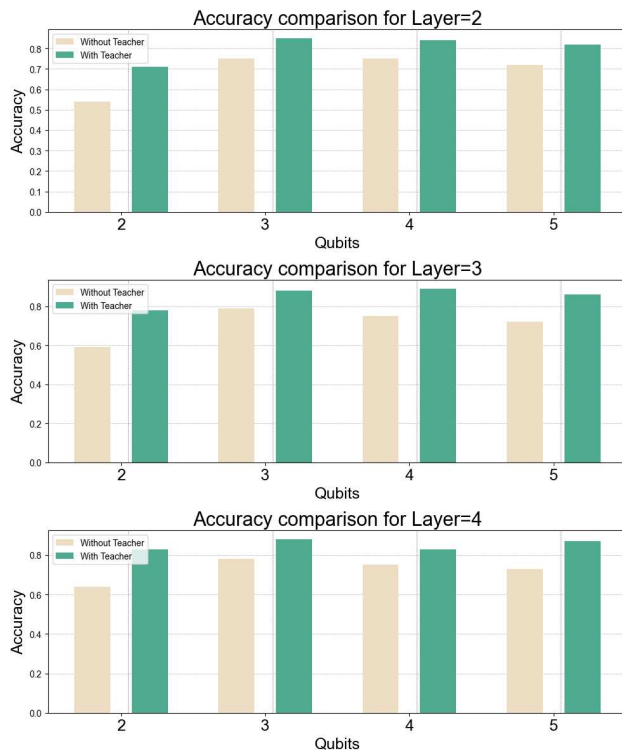 Accuracy comparison for Layer=2
Without Teacher
With Teacher
Accuracy
0.8
0.7
0.6
0.5
0.4
0.3
0.2
0.1
0.0
2 3 4 5
Qubits
Accuracy comparison for Layer=3
Without Teacher
With Teacher
Accuracy
0.8
0.6
0.4
0.2
0.0
2 3 4 5
Qubits
Accuracy comparison for Layer=4
Without Teacher
With Teacher
Accuracy
0.8
0.6
0.4
0.2
0.0
2 3 4 5
Qubits